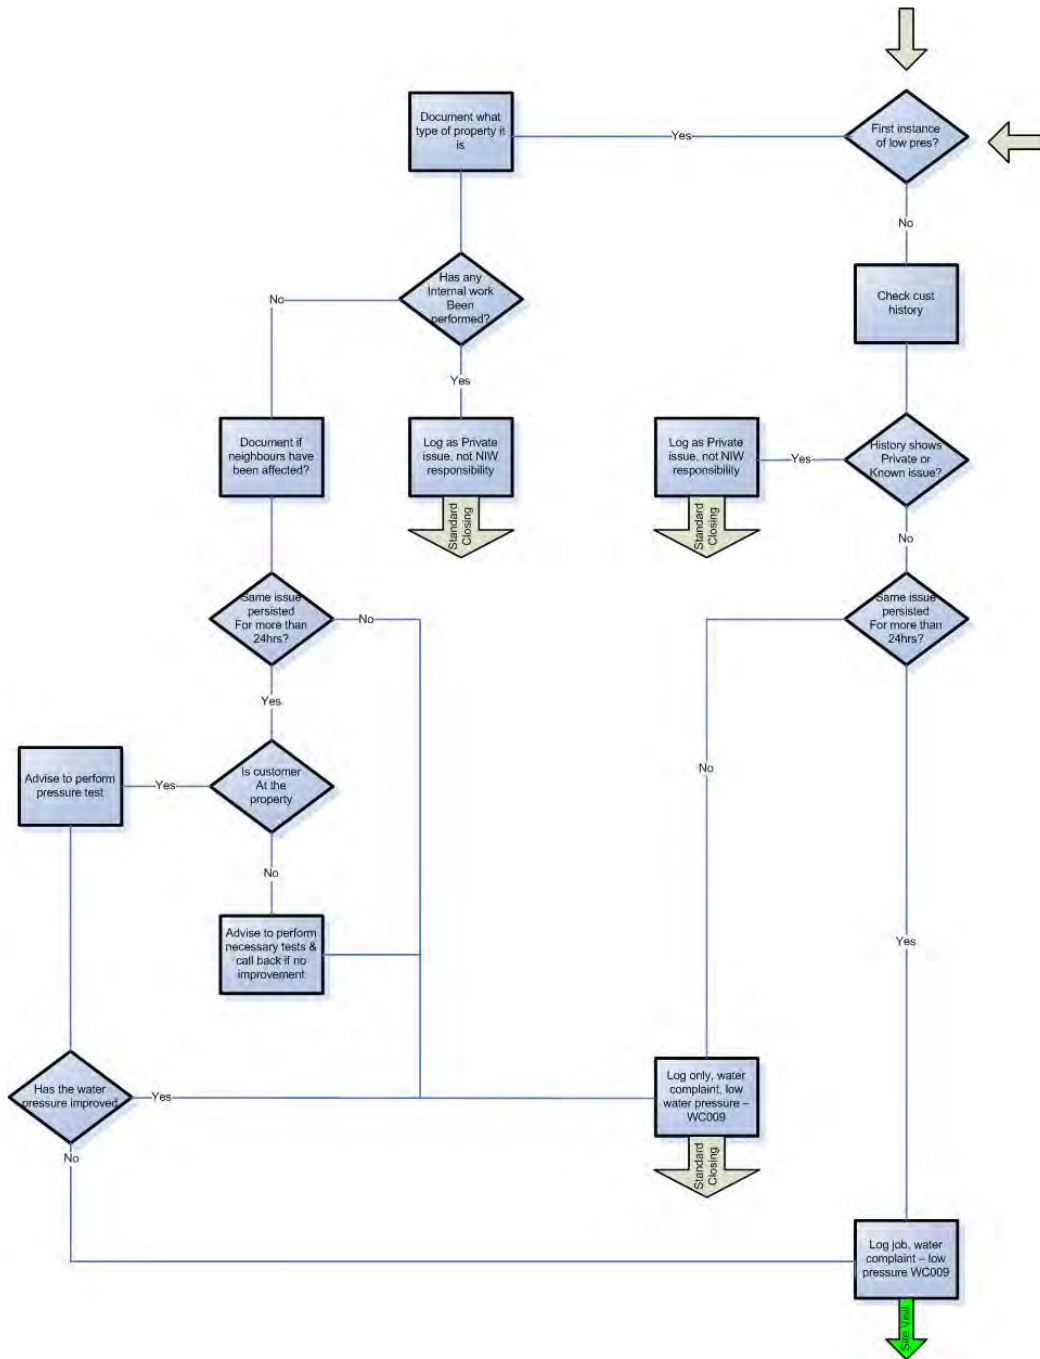 Document what
type of property it
is
Yes
First instance
of low pres?
No
Has any
Internal work
Been
performed?
No
Check cust
history
Yes
Document if
neighbours have
been affected?
Log as Private
issue, not NIW
responsibility
Log as Private
issue, not NIW
responsibility
Yes
History shows
Private or
Known issue?
Standard
Closing
Standard
Closing
No
Same issue
persisted
For more than
24hrs?
No
Same issue
persisted
For more than
24hrs?
Yes
Advise to perform
pressure test
Yes
Is customer
At the
property
No
No
Advise to perform
necessary tests &
call back if no
improvement
Yes
Has the water
pressure improved
Yes
Log only, water
complaint, low
water pressure –
WC009
No
Standard
Closing
Log job, water
complaint – low
pressure WC009
Site Visit